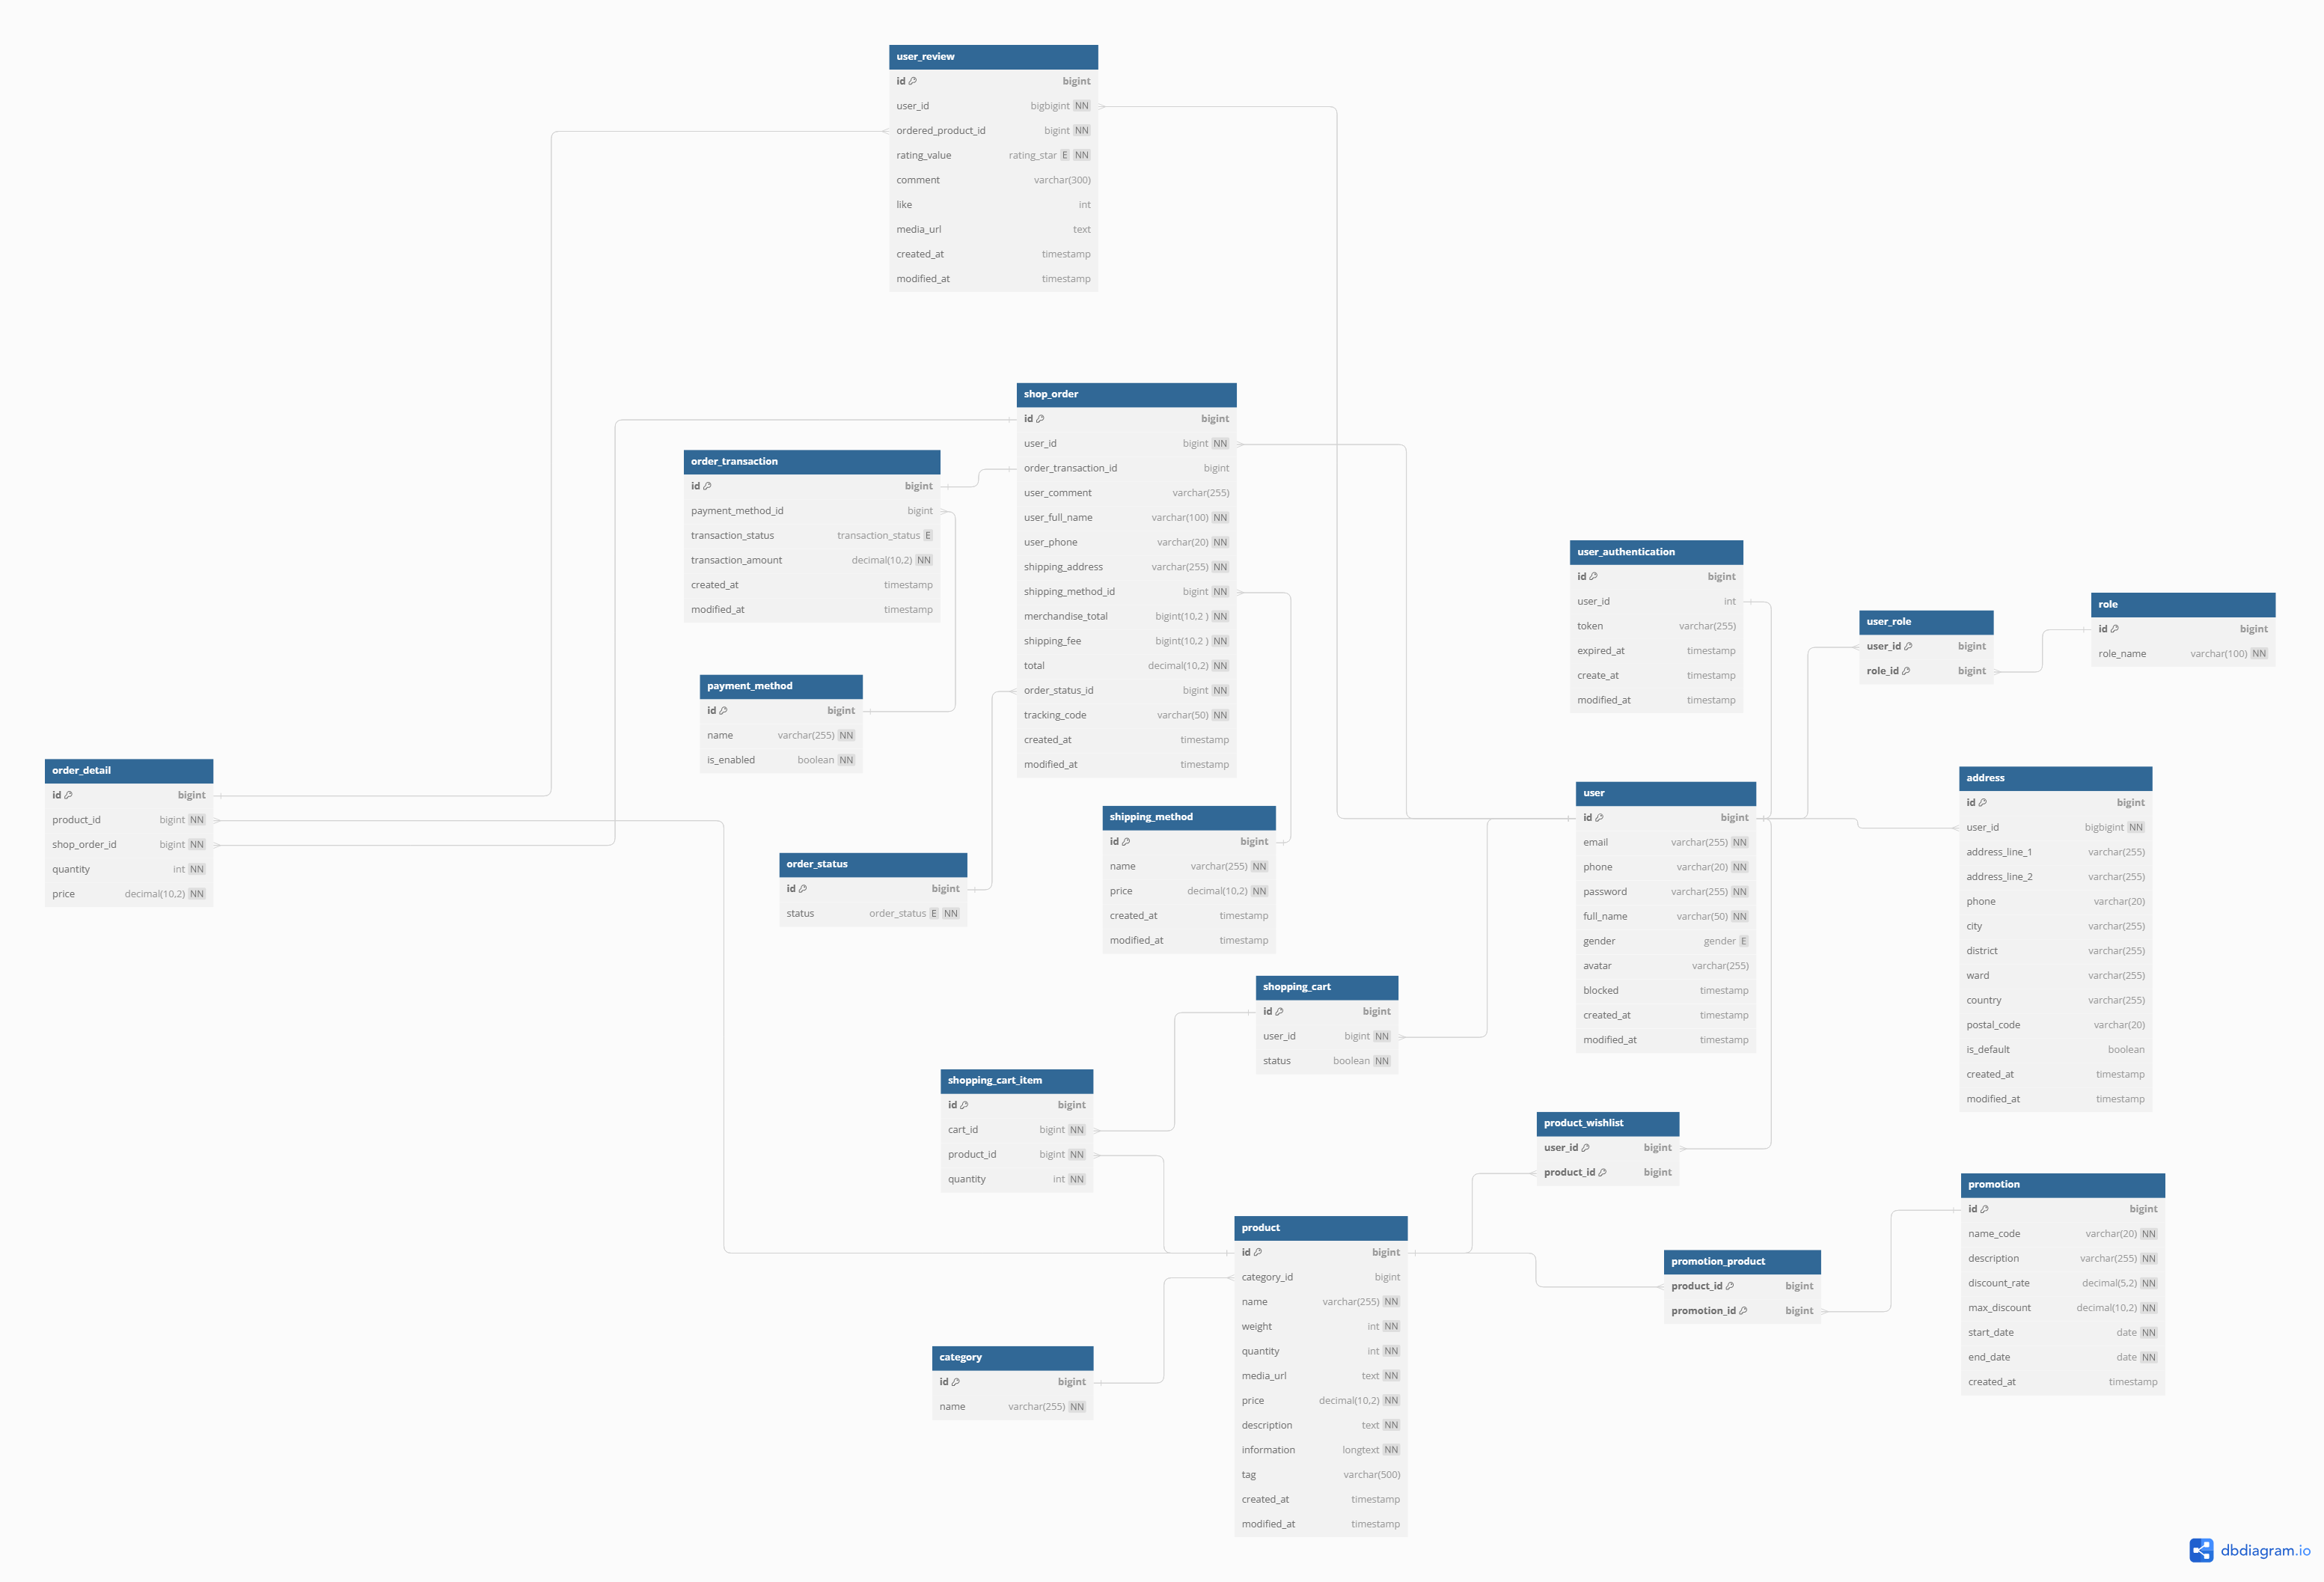 user_review
id bigint
user_id bigbigint NN
ordered_product_id bigint NN
rating_value rating_star E NN
comment varchar(300)
like int
media_url text
created_at timestamp
modified_at timestamp
shop_order
id bigint
user_id bigint NN
order_transaction_id bigint
user_comment varchar(255)
user_full_name varchar(100) NN
user_phone varchar(20) NN
shipping_address varchar(255) NN
shipping_method_id bigint NN
merchandise_total bigint(10,2 ) NN
shipping_fee bigint(10,2 ) NN
total decimal(10,2) NN
order_status_id bigint NN
tracking_code varchar(50) NN
created_at timestamp
modified_at timestamp
order_transaction
id bigint
payment_method_id bigint
transaction_status transaction_status E
transaction_amount decimal(10,2) NN
created_at timestamp
modified_at timestamp
user_authentication
id bigint
user_id int
token varchar(255)
expired_at timestamp
create_at timestamp
modified_at timestamp
role
id bigint
role_name varchar(100) NN
user_role
user_id bigint
role_id bigint
payment_method
id bigint
name varchar(255) NN
is_enabled boolean NN
order_detail
id bigint
product_id bigint NN
shop_order_id bigint NN
quantity int NN
price decimal(10,2) NN
order_status
id bigint
status order_status E NN
shipping_method
id bigint
name varchar(255) NN
price decimal(10,2) NN
created_at timestamp
modified_at timestamp
user
id bigint
email varchar(255) NN
phone varchar(20) NN
password varchar(255) NN
full_name varchar(50) NN
gender gender E
avatar varchar(255)
blocked timestamp
created_at timestamp
modified_at timestamp
address
id bigint
user_id bigbigint NN
address_line_1 varchar(255)
address_line_2 varchar(255)
phone varchar(20)
city varchar(255)
district varchar(255)
ward varchar(255)
country varchar(255)
postal_code varchar(20)
is_default boolean
created_at timestamp
modified_at timestamp
shopping_cart
id bigint
user_id bigint NN
status boolean NN
shopping_cart_item
id bigint
cart_id bigint NN
product_id bigint NN
quantity int NN
product_wishlist
user_id bigint
product_id bigint
promotion
id bigint
name_code varchar(20) NN
description varchar(255) NN
discount_rate decimal(5,2) NN
max_discount decimal(10,2) NN
start_date date NN
end_date date NN
created_at timestamp
promotion_product
product_id bigint
promotion_id bigint
product
id bigint
category_id bigint
name varchar(255) NN
weight int NN
quantity int NN
media_url text NN
price decimal(10,2) NN
description text NN
information longtext NN
tag varchar(500)
created_at timestamp
modified_at timestamp
category
id bigint
name varchar(255) NN
dbdiagram.io